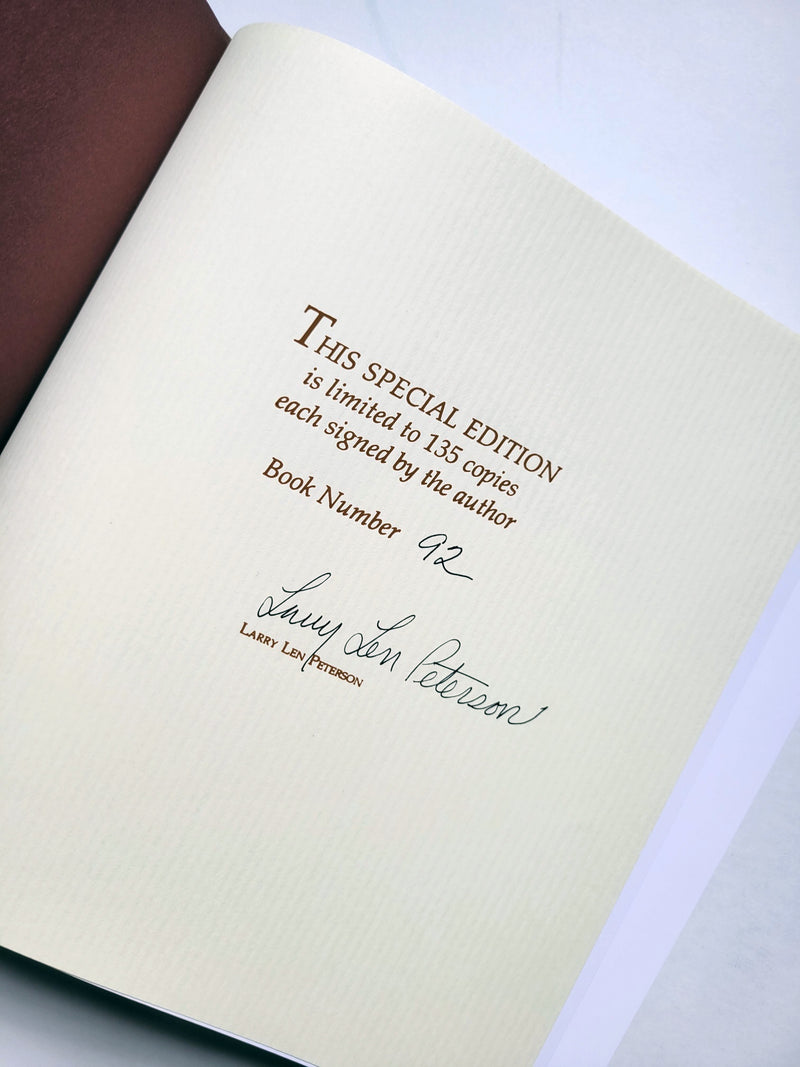 THIS SPECIAL EDITION
is limited to 135 copies
each signed by the author
Book Number 92
Larry Len Peterson
LARRY LEN PETERSON